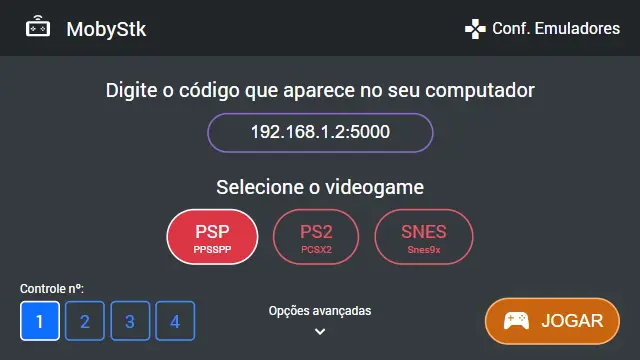 MobyStk
Conf. Emuladores
Digite o código que aparece no seu computador
192.168.1.2:5000
Selecione o videogame
PSP
PPSSPP
PS2
PCSX2
SNES
Snes9x
Controle nº:
1 2 3 4
Opções avançadas
JOGAR